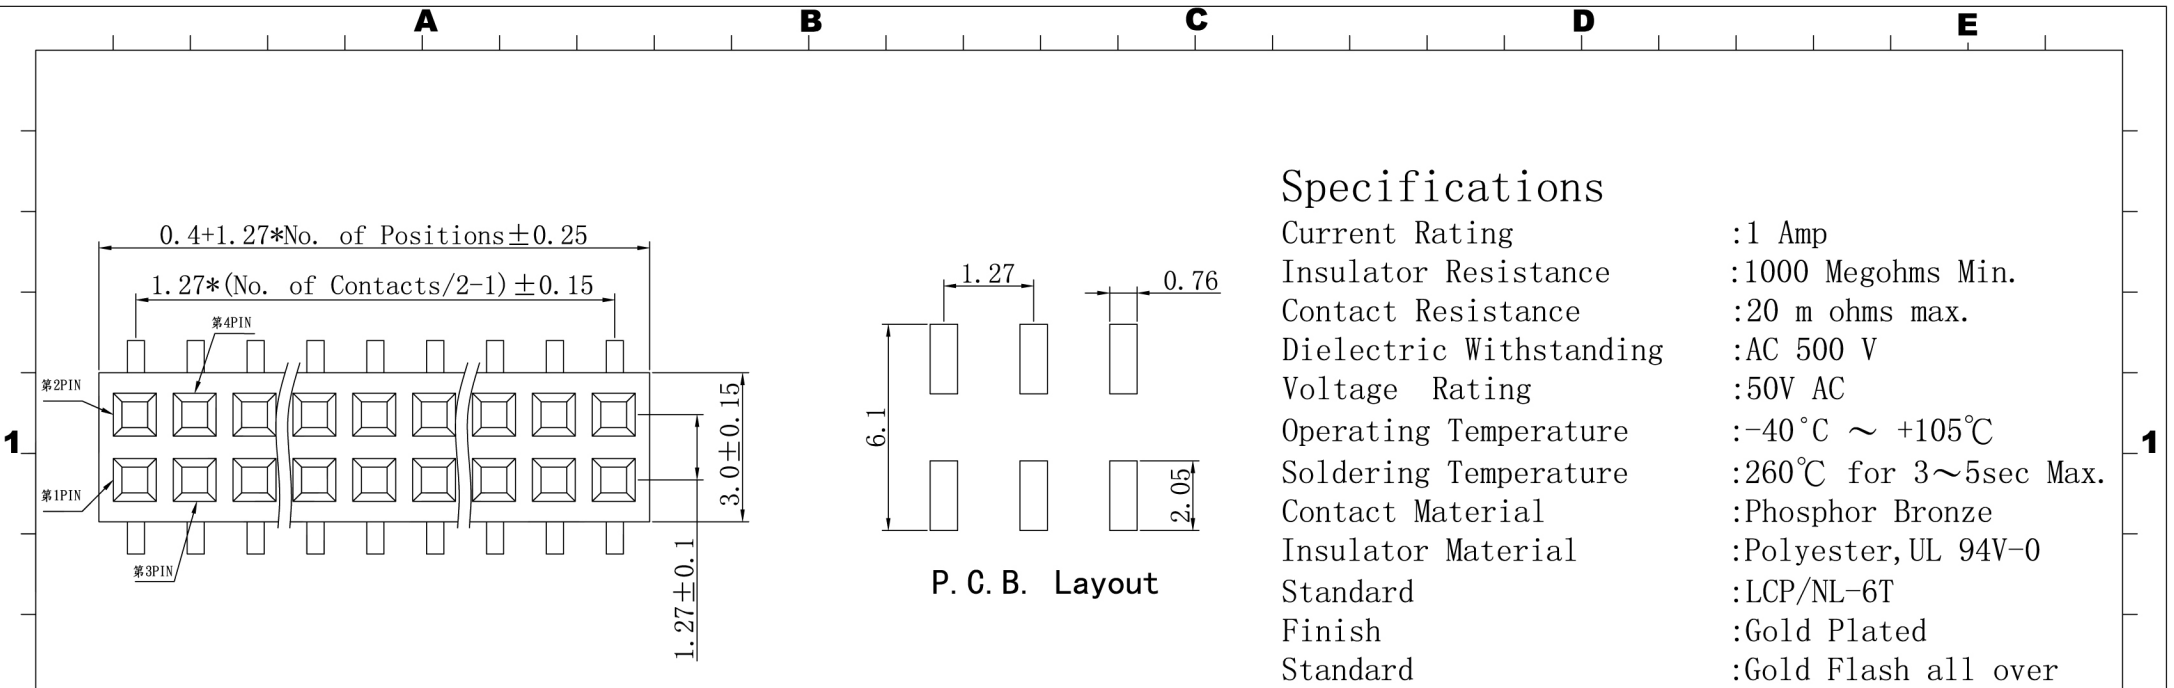 A B C D E
0.4+1.27*No. of Positions±0.25
1.27*(No. of Contacts/2-1)±0.15
第4PIN
第2PIN
第1PIN
第3PIN
3.0±0.15
1.27±0.1
1
1.27
0.76
6.1
2.05
P.C.B. Layout
Specifications
Current Rating :1 Amp
Insulator Resistance :1000 Megohms Min.
Contact Resistance :20 m ohms max.
Dielectric Withstanding :AC 500 V
Voltage Rating :50V AC
Operating Temperature :-40°C ～ +105℃
Soldering Temperature :260℃ for 3～5sec Max.
Contact Material :Phosphor Bronze
Insulator Material :Polyester,UL 94V-0
Standard :LCP/NL-6T
Finish :Gold Plated
Standard :Gold Flash all over
1